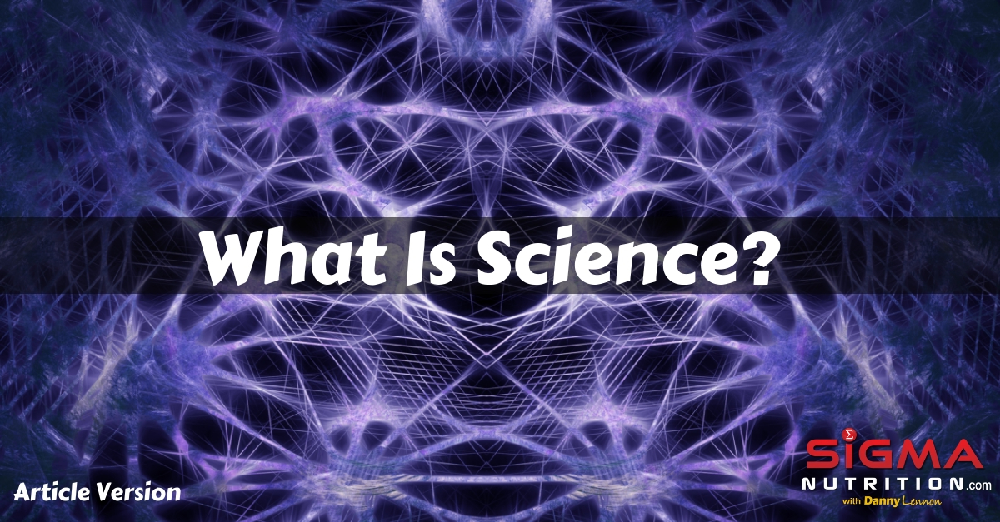 What Is Science?
Article Version
Σ
SiGMA
NUTRITION.com
with Danny Lennon